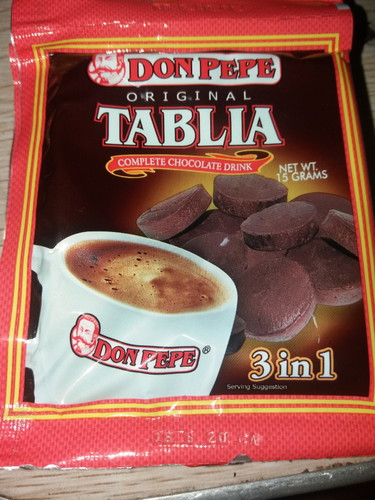 DON PEPE
ORIGINAL
TABLIA
COMPLETE CHOCOLATE DRINK
NET WT.
15 GRAMS
DON PEPE ®
3 in 1
Serving Suggestion